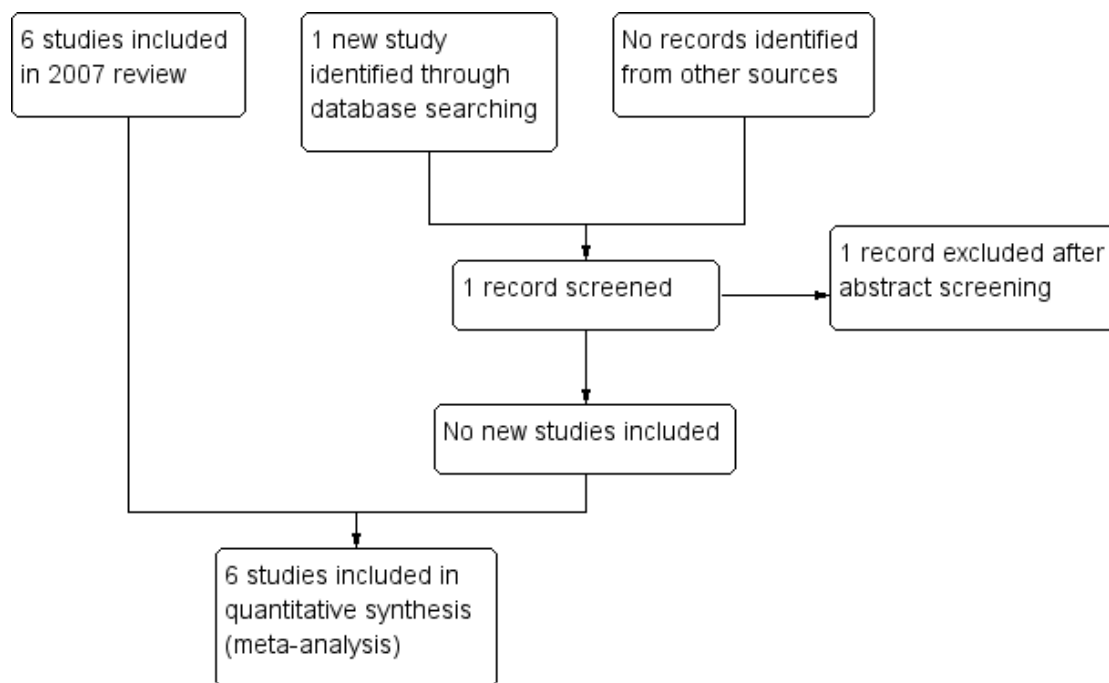 6 studies included
in 2007 review
1 new study
identified through
database searching
No records identified
from other sources
1 record screened
1 record excluded after
abstract screening
No new studies included
6 studies included in
quantitative synthesis
(meta-analysis)